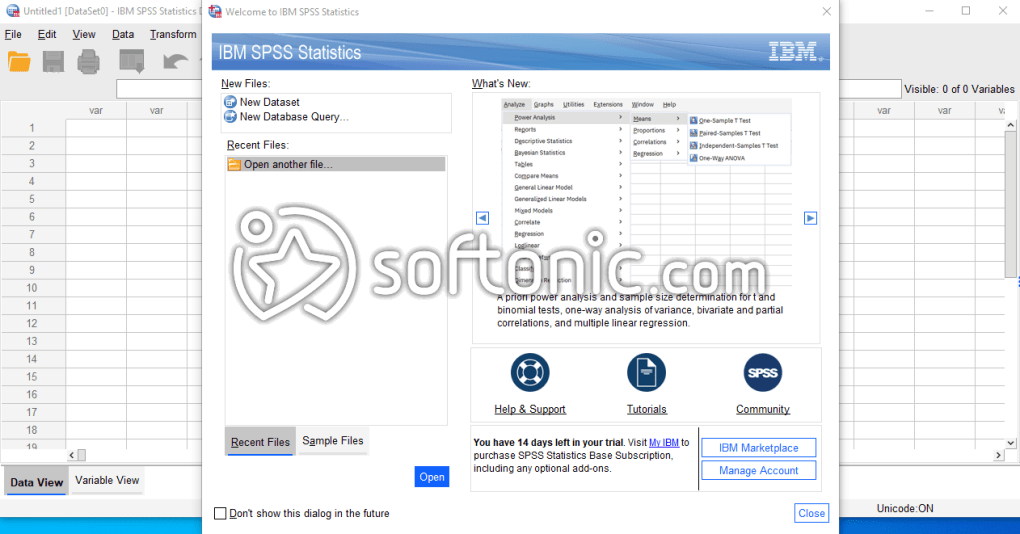 Untitled1 [DataSet0] - IBM SPSS Statistics D
File Edit View Data Transform
Visible: 0 of 0 Variables
var var var var
1
2
3
4
5
6
7
8
9
10
11
12
13
14
15
16
17
18
19
Data View Variable View
Unicode:ON
Welcome to IBM SPSS Statistics
IBM SPSS Statistics
IBM
New Files:
New Dataset
New Database Query...
Recent Files:
Open another file...
Recent Files Sample Files
Open
What's New:
Analyze Graphs Utilities Extensions Window Help
Power Analysis
Reports
Descriptive Statistics
Bayesian Statistics
Tables
Compare Means
General Linear Model
Generalized Linear Models
Mixed Models
Correlate
Regression
Loglinear
Classify
Dimension Reduction
Means
Proportions
Correlations
Regression
One-Sample T Test
Paired-Samples T Test
Independent-Samples T Test
One-Way ANOVA
A priori power analysis and sample size determination for t and
binomial tests, one-way analysis of variance, bivariate and partial
correlations, and multiple linear regression.
SPSS
Help & Support Tutorials Community
You have 14 days left in your trial. Visit My IBM to
purchase SPSS Statistics Base Subscription,
including any optional add-ons.
IBM Marketplace
Manage Account
Don't show this dialog in the future
Close
softonic.com